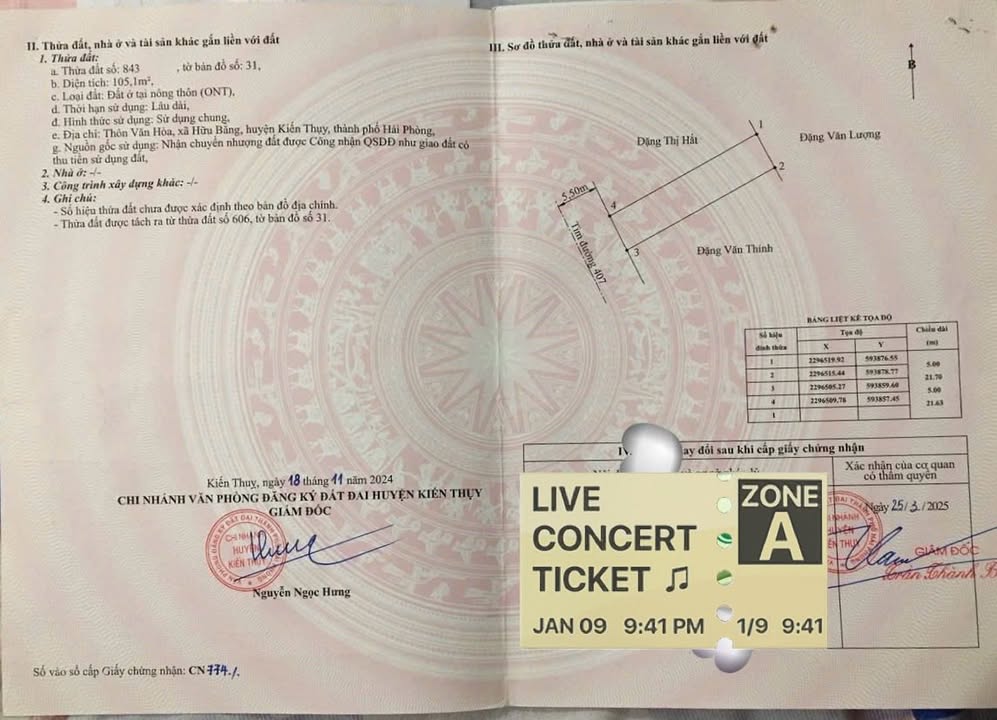 II. Thửa đất, nhà ở và tài sản khác gắn liền với đất
1. Thửa đất:
a. Thửa đất số: 843 , tờ bản đồ số: 31,
b. Diện tích: 105,1m²,
c. Loại đất: Đất ở tại nông thôn (ONT),
d. Thời hạn sử dụng: Lâu dài,
đ. Hình thức sử dụng: Sử dụng chung,
e. Địa chỉ: Thôn Văn Hòa, xã Hữu Bằng, huyện Kiến Thụy, thành phố Hải Phòng,
g. Nguồn gốc sử dụng: Nhận chuyển nhượng đất được Công nhận QSDĐ như giao đất có
thu tiền sử dụng đất,
2. Nhà ở: -/-
3. Công trình xây dựng khác: -/-
4. Ghi chú:
- Số hiệu thửa đất chưa được xác định theo bản đồ địa chính.
- Thửa đất được tách ra từ thửa đất số 606, tờ bản đồ số 31.
Kiến Thụy, ngày 18 tháng 11 năm 2024
CHI NHÁNH VĂN PHÒNG ĐĂNG KÝ ĐẤT ĐAI HUYỆN KIẾN THỤY
GIÁM ĐỐC
CHI NHÁNH
HUYỆN
KIẾN THỤY
Nguyễn Ngọc Hưng
Số vào sổ cấp Giấy chứng nhận: CN 774./.
III. Sơ đồ thửa đất, nhà ở và tài sản khác gắn liền với đất
B
1
Đặng Thị Hất
Đặng Văn Lượng
2
5.50m
4
Tim đường 407
3
Đặng Văn Thính
BẢNG LIỆT KÊ TỌA ĐỘ
Số hiệu đỉnh thửa Tọa độ Chiều dài (m)
X Y
1 2296519.92 593876.55
5.00
2 2296515.44 593878.77
21.70
3 2296505.27 593859.60
5.00
4 2296509.78 593857.45
21.63
1
ay đổi sau khi cấp giấy chứng nhận
Xác nhận của cơ quan
có thẩm quyền
Ngày 25/3/2025
GIÁM ĐỐC
Trần Thành
LIVE
CONCERT
TICKET
JAN 09 9:41 PM
ZONE
A
1/9 9:41